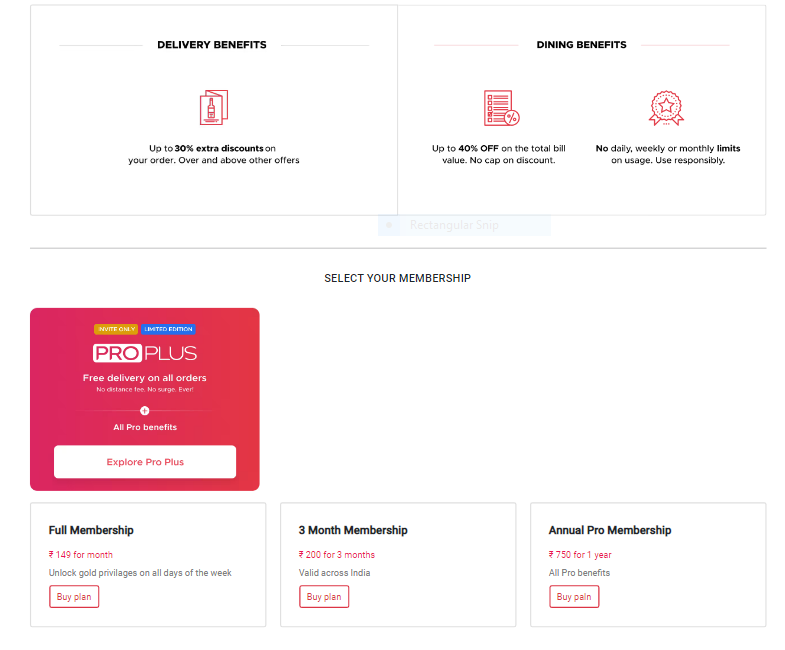 DELIVERY BENEFITS
Up to 30% extra discounts on
your order. Over and above other offers
DINING BENEFITS
Up to 40% OFF on the total bill
value. No cap on discount.
No daily, weekly or monthly limits
on usage. Use responsibly.
Rectangular Snip
SELECT YOUR MEMBERSHIP
INVITE ONLY LIMITED EDITION
PRO PLUS
Free delivery on all orders
No distance fee. No surge. Ever!
All Pro benefits
Explore Pro Plus
Full Membership
₹ 149 for month
Unlock gold privilages on all days of the week
Buy plan
3 Month Membership
₹ 200 for 3 months
Valid across India
Buy plan
Annual Pro Membership
₹ 750 for 1 year
All Pro benefits
Buy paln